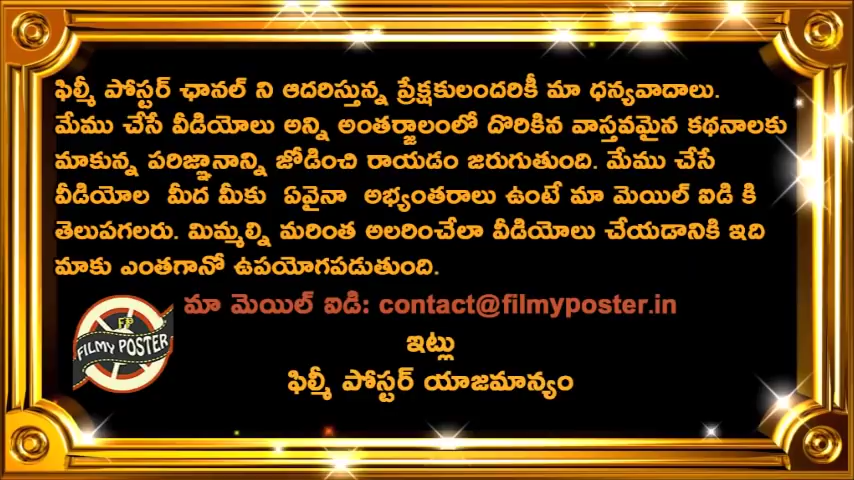 ఫిల్మీ పోస్టర్ ఛానల్ ని ఆదరిస్తున్న ప్రేక్షకులందరికీ మా ధన్యవాదాలు.
మేము చేసే వీడియోలు అన్ని అంతర్జాలంలో దొరికిన వాస్తవమైన కథనాలకు
మాకున్న పరిజ్ఞానాన్ని జోడించి రాయడం జరుగుతుంది. మేము చేసే
వీడియోల మీద మీకు ఏవైనా అభ్యంతరాలు ఉంటే మా మెయిల్ ఐడి కి
తెలుపగలరు. మిమ్మల్ని మరింత అలరించేలా వీడియోలు చేయడానికి ఇది
మాకు ఎంతగానో ఉపయోగపడుతుంది.
మా మెయిల్ ఐడి: contact@filmyposter.in
FP
FILMY POSTER
ఇట్లు
ఫిల్మీ పోస్టర్ యాజమాన్యం